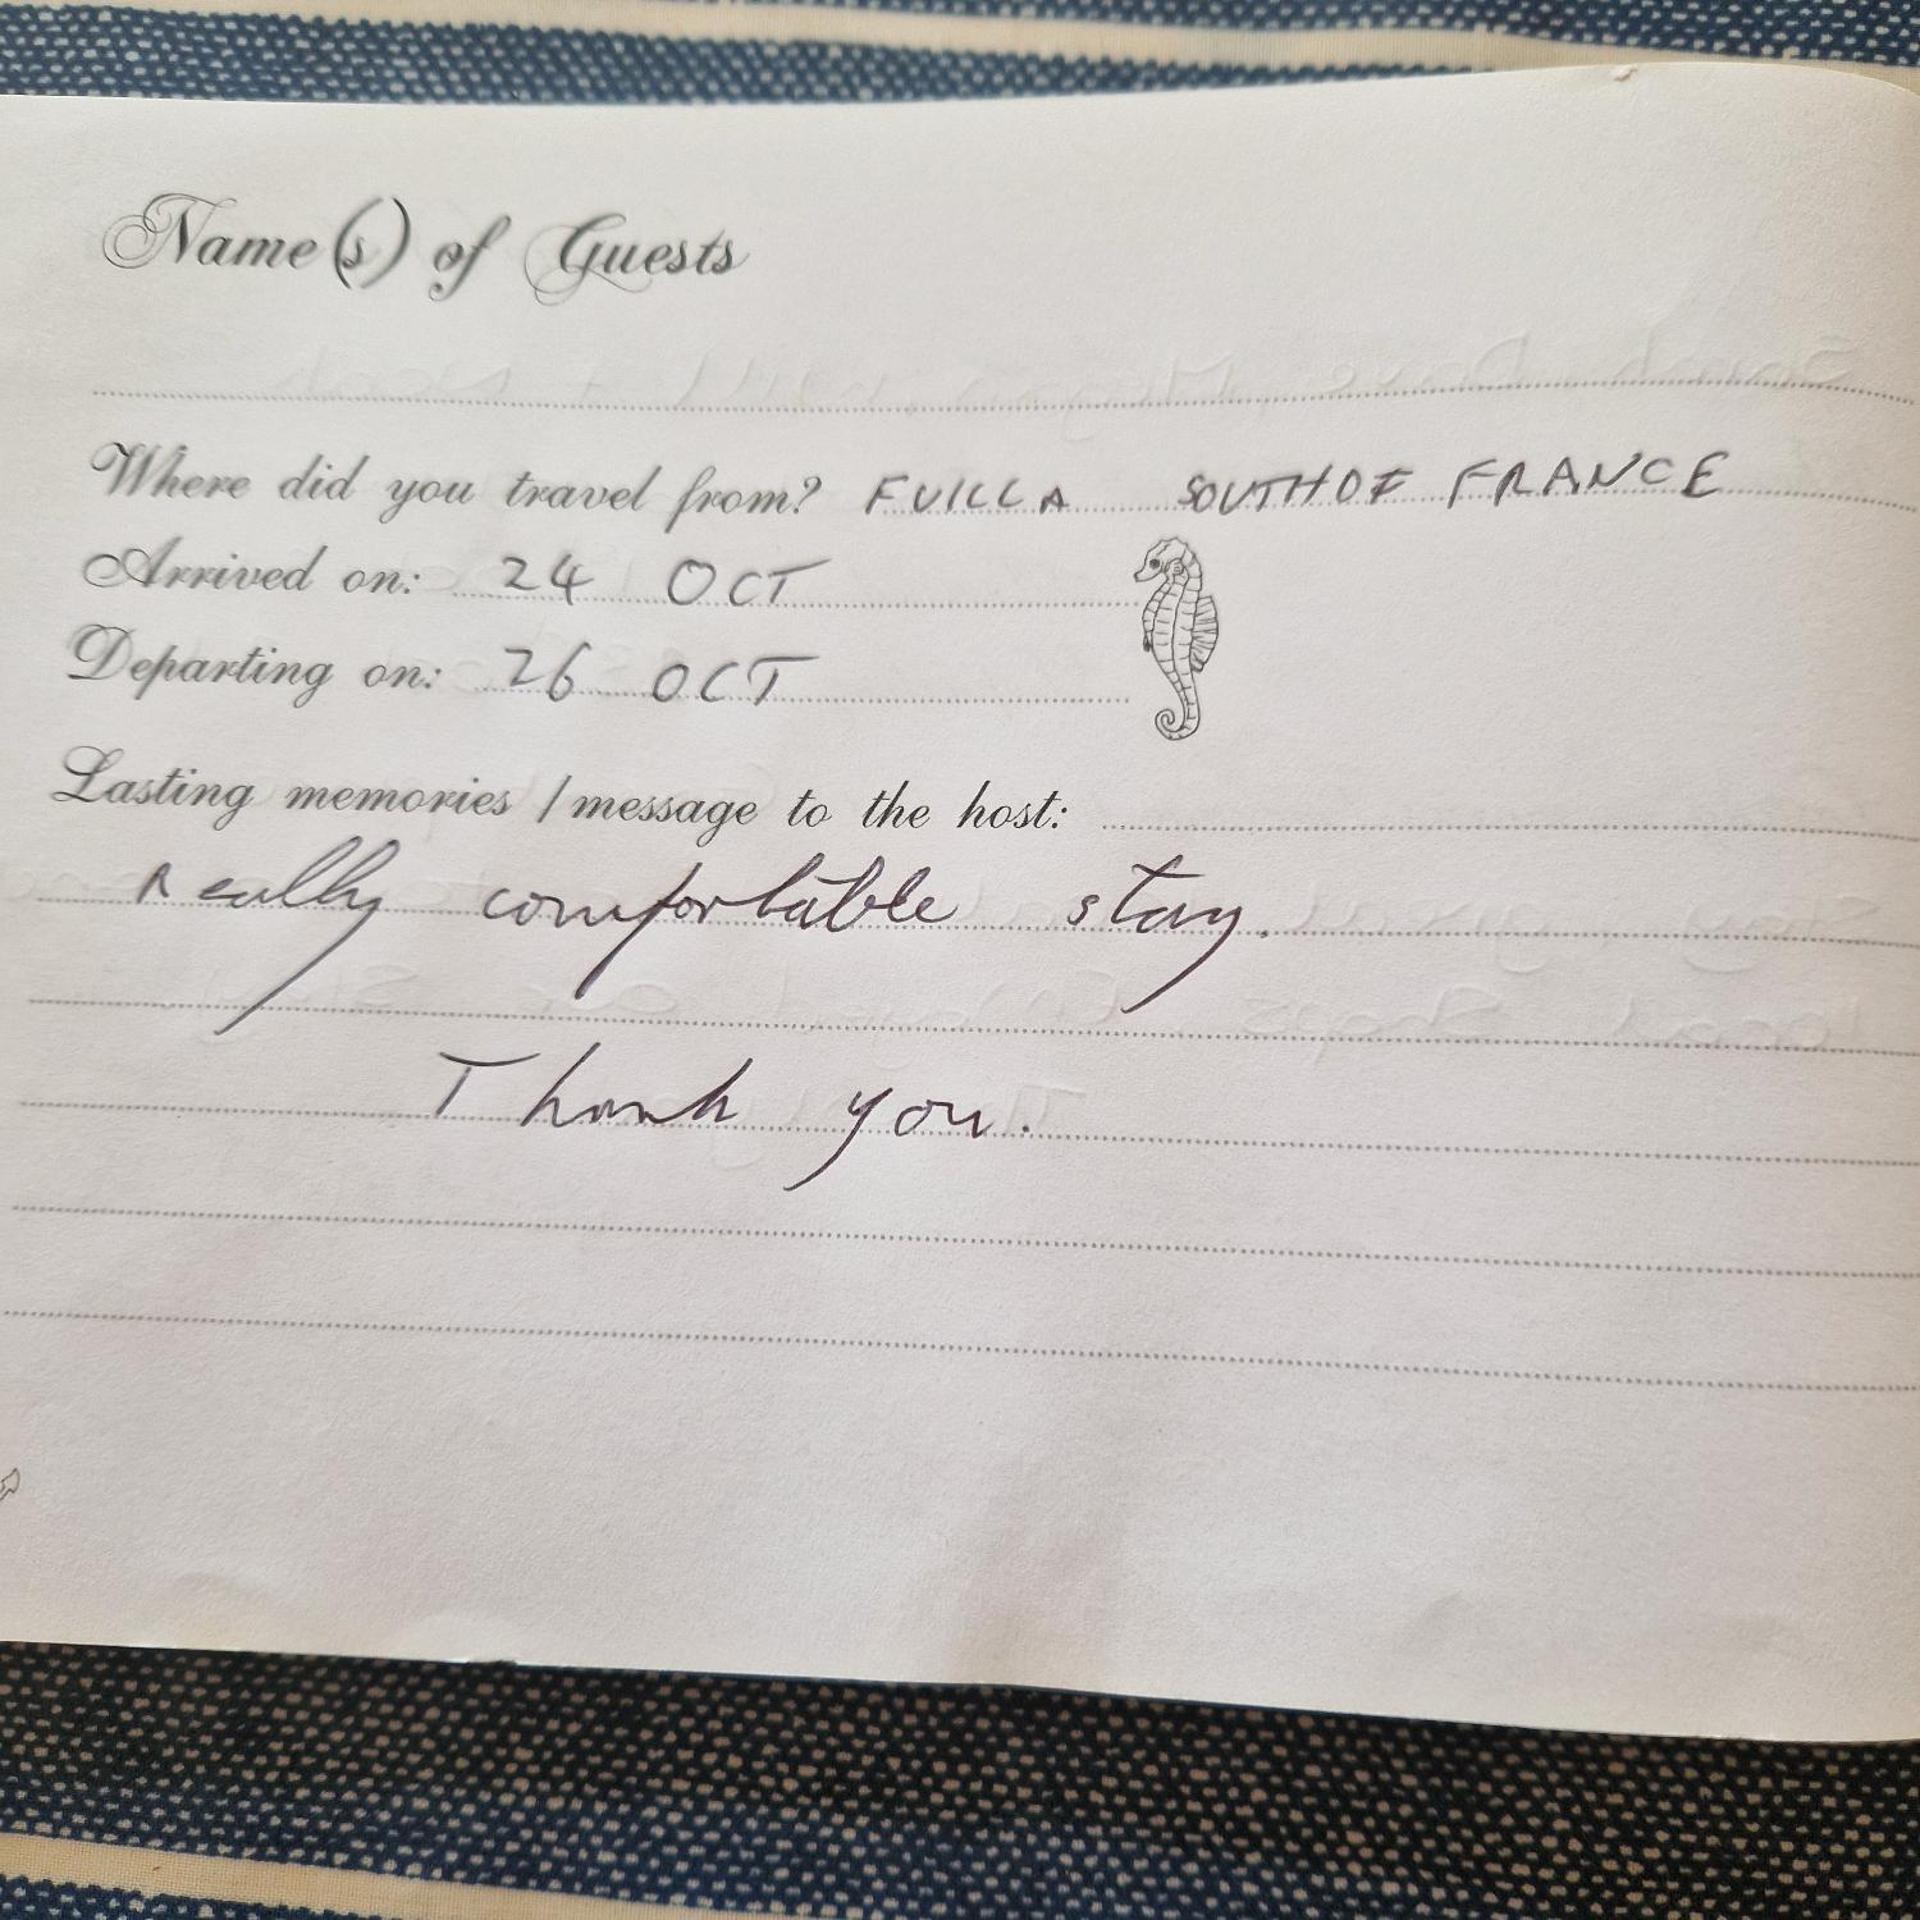 Name(s) of Guests
Where did you travel from? FUILLA SOUTH OF FRANCE
Arrived on: 24 OCT
Departing on: 26 OCT
Lasting memories / message to the host:
Really comfortable stay.
Thank you.